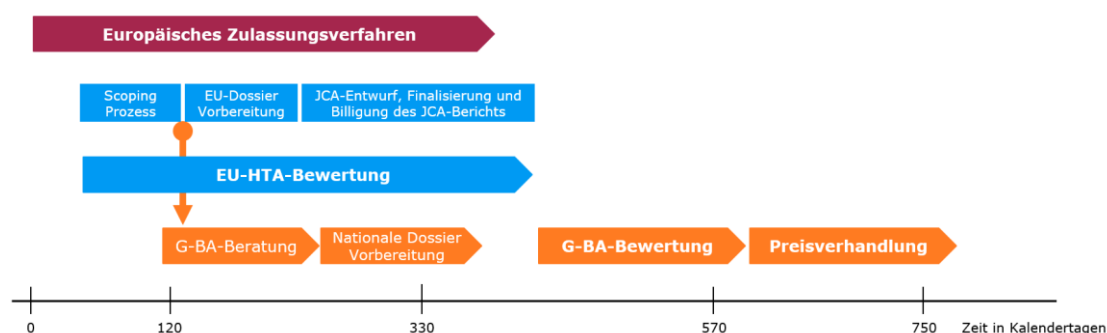 Europäisches Zulassungsverfahren
Scoping
Prozess
EU-Dossier
Vorbereitung
JCA-Entwurf, Finalisierung und
Billigung des JCA-Berichts
EU-HTA-Bewertung
G-BA-Beratung
Nationale Dossier
Vorbereitung
G-BA-Bewertung
Preisverhandlung
0
120
330
570
750
Zeit in Kalendertagen